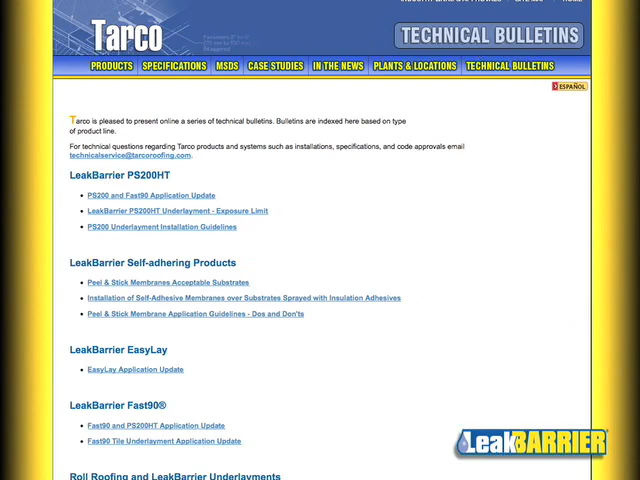 Tarco
TECHNICAL BULLETINS
PRODUCTS SPECIFICATIONS MSDS CASE STUDIES IN THE NEWS PLANTS & LOCATIONS TECHNICAL BULLETINS
ESPAÑOL
Tarco is pleased to present online a series of technical bulletins. Bulletins are indexed here based on type
of product line.
For technical questions regarding Tarco products and systems such as installations, specifications, and code approvals email
technicalservice@tarcoroofing.com.
LeakBarrier PS200HT
PS200 and Fast90 Application Update
LeakBarrier PS200HT Underlayment - Exposure Limit
PS200 Underlayment Installation Guidelines
LeakBarrier Self-adhering Products
Peel & Stick Membranes Acceptable Substrates
Installation of Self-Adhesive Membranes over Substrates Sprayed with Insulation Adhesives
Peel & Stick Membrane Application Guidelines - Dos and Don'ts
LeakBarrier EasyLay
EasyLay Application Update
LeakBarrier Fast90®
Fast90 and PS200HT Application Update
Fast90 Tile Underlayment Application Update
LeakBARRIER
Roll Roofing and LeakBarrier Underlayments